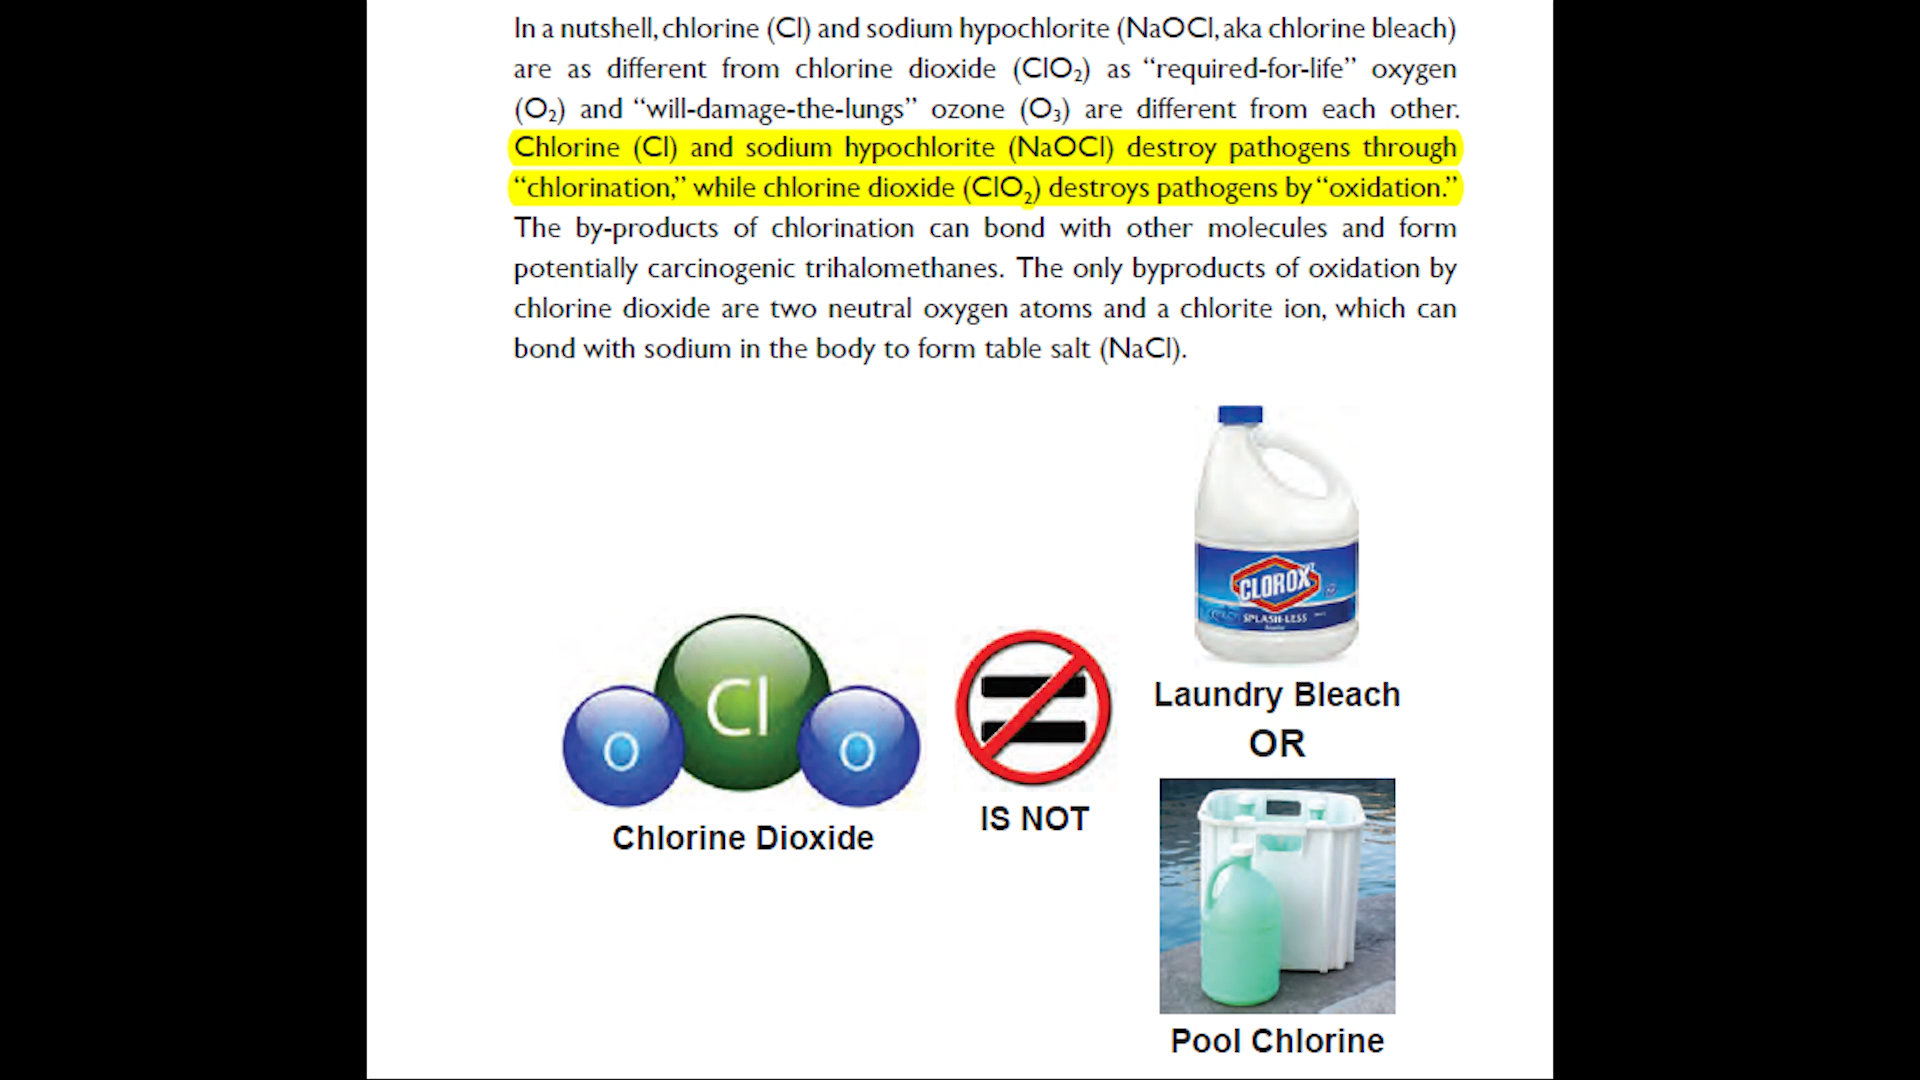 In a nutshell, chlorine (Cl) and sodium hypochlorite (NaOCl, aka chlorine bleach)
are as different from chlorine dioxide (ClO₂) as “required-for-life” oxygen
(O₂) and “will-damage-the-lungs” ozone (O₃) are different from each other.
Chlorine (Cl) and sodium hypochlorite (NaOCl) destroy pathogens through
“chlorination,” while chlorine dioxide (ClO₂) destroys pathogens by “oxidation.”
The by-products of chlorination can bond with other molecules and form
potentially carcinogenic trihalomethanes. The only byproducts of oxidation by
chlorine dioxide are two neutral oxygen atoms and a chlorite ion, which can
bond with sodium in the body to form table salt (NaCl).
CLOROX
SPLASH-LESS
Cl
O
O
Chlorine Dioxide
IS NOT
Laundry Bleach
OR
Pool Chlorine